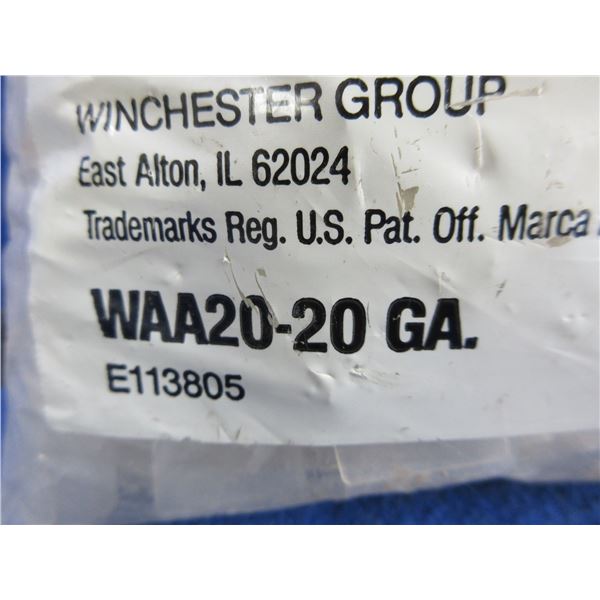 WINCHESTER GROUP
East Alton, IL 62024
Trademarks Reg. U.S. Pat. Off. Marca
WAA20-20 GA.
E113805